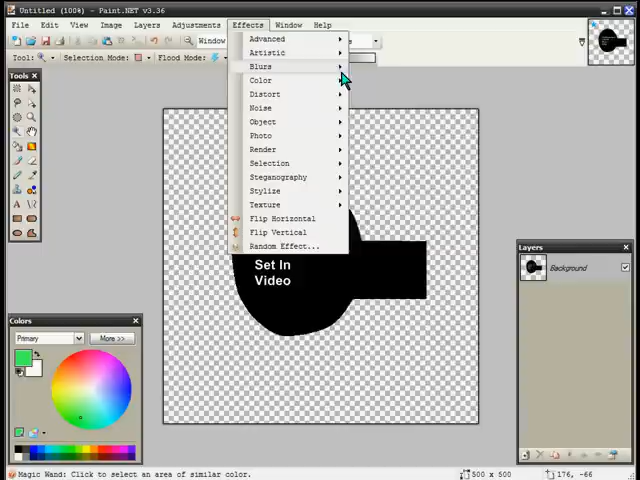 Untitled (100%) - Paint.NET v3.36
File Edit View Image Layers Adjustments Effects Window Help
Window
Tool: Selection Mode: Flood Mode:
Advanced
Artistic
Blurs
Color
Distort
Noise
Object
Photo
Render
Selection
Steganography
Stylize
Texture
Flip Horizontal
Flip Vertical
Random Effect...
Tools
Set In
Video
Layers
Background
Colors
Primary
More >>
Magic Wand: Click to select an area of similar color.
500 x 500
176, -66